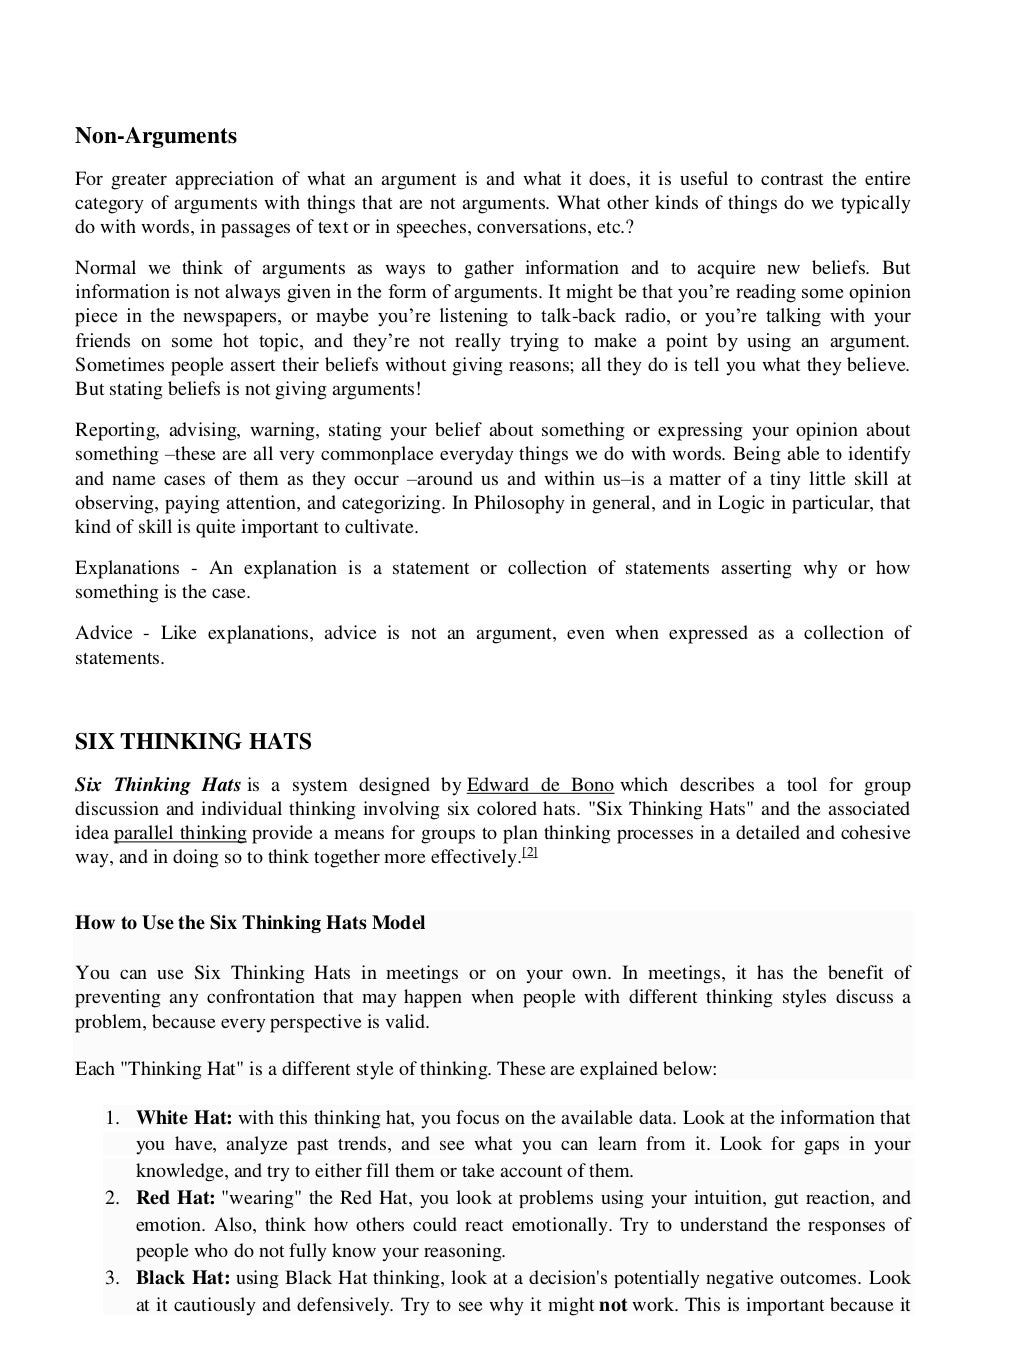 Non-Arguments
For greater appreciation of what an argument is and what it does, it is useful to contrast the entire
category of arguments with things that are not arguments. What other kinds of things do we typically
do with words, in passages of text or in speeches, conversations, etc.?
Normal we think of arguments as ways to gather information and to acquire new beliefs. But
information is not always given in the form of arguments. It might be that you’re reading some opinion
piece in the newspapers, or maybe you’re listening to talk-back radio, or you’re talking with your
friends on some hot topic, and they’re not really trying to make a point by using an argument.
Sometimes people assert their beliefs without giving reasons; all they do is tell you what they believe.
But stating beliefs is not giving arguments!
Reporting, advising, warning, stating your belief about something or expressing your opinion about
something –these are all very commonplace everyday things we do with words. Being able to identify
and name cases of them as they occur –around us and within us–is a matter of a tiny little skill at
observing, paying attention, and categorizing. In Philosophy in general, and in Logic in particular, that
kind of skill is quite important to cultivate.
Explanations - An explanation is a statement or collection of statements asserting why or how
something is the case.
Advice - Like explanations, advice is not an argument, even when expressed as a collection of
statements.
SIX THINKING HATS
Six Thinking Hats is a system designed by Edward de Bono which describes a tool for group
discussion and individual thinking involving six colored hats. "Six Thinking Hats" and the associated
idea parallel thinking provide a means for groups to plan thinking processes in a detailed and cohesive
way, and in doing so to think together more effectively.[2]
How to Use the Six Thinking Hats Model
You can use Six Thinking Hats in meetings or on your own. In meetings, it has the benefit of
preventing any confrontation that may happen when people with different thinking styles discuss a
problem, because every perspective is valid.
Each "Thinking Hat" is a different style of thinking. These are explained below:
1. White Hat: with this thinking hat, you focus on the available data. Look at the information that
you have, analyze past trends, and see what you can learn from it. Look for gaps in your
knowledge, and try to either fill them or take account of them.
2. Red Hat: "wearing" the Red Hat, you look at problems using your intuition, gut reaction, and
emotion. Also, think how others could react emotionally. Try to understand the responses of
people who do not fully know your reasoning.
3. Black Hat: using Black Hat thinking, look at a decision's potentially negative outcomes. Look
at it cautiously and defensively. Try to see why it might not work. This is important because it